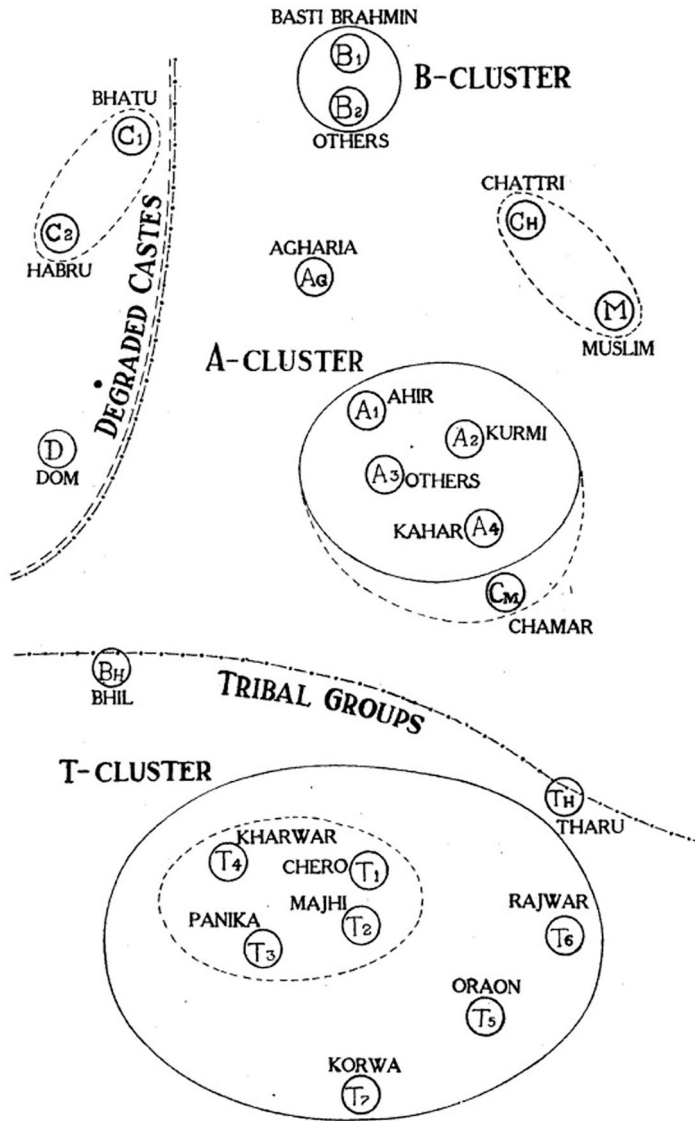 BASTI BRAHMIN
B1
B-CLUSTER
B2
OTHERS
BHATU
C1
C2
HABRU
DEGRADED CASTES
D
DOM
CHATTRI
CH
M
MUSLIM
AGHARIA
AG
A-CLUSTER
A1 AHIR
A2 KURMI
A3 OTHERS
KAHAR A4
CM
CHAMAR
BH
BHIL
TRIBAL GROUPS
T-CLUSTER
TH
THARU
KHARWAR
T4
CHERO T1
MAJHI
T2
PANIKA
T3
RAJWAR
T6
ORAON
T5
KORWA
T7